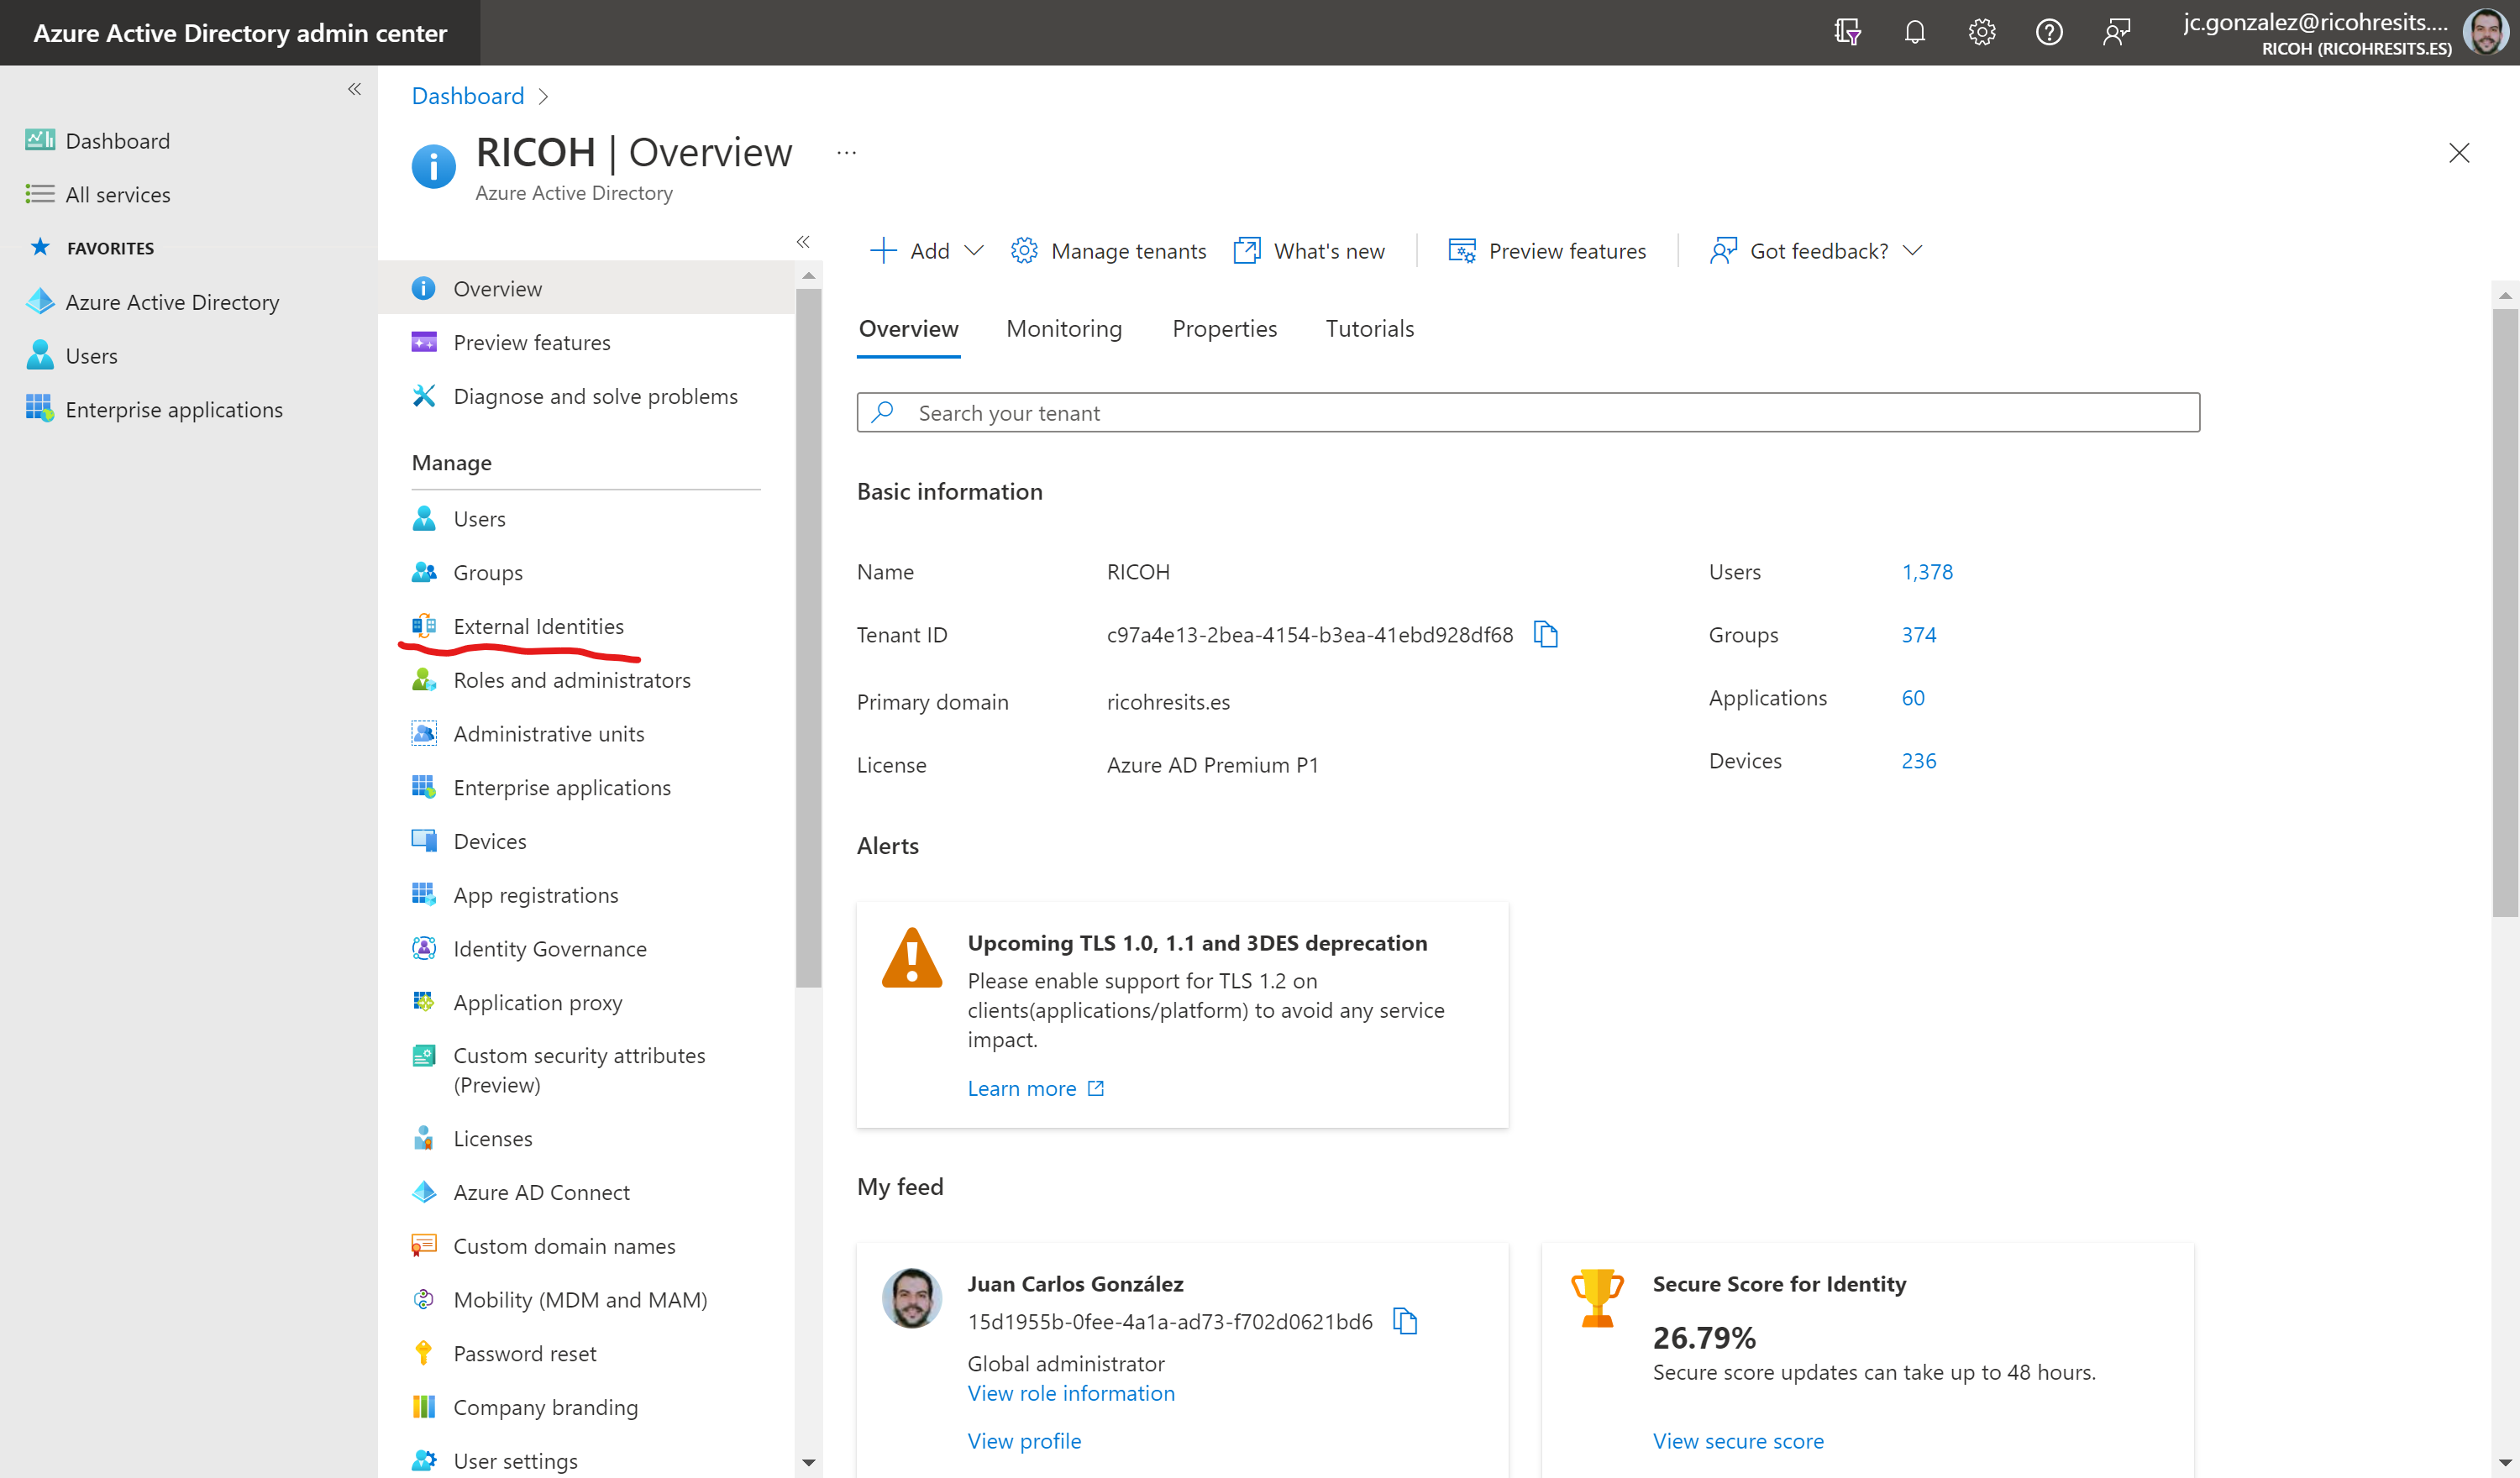 Azure Active Directory admin center
jc.gonzalez@ricohresits....
RICOH (RICOHRESITS.ES)
Dashboard
All services
FAVORITES
Azure Active Directory
Users
Enterprise applications
Dashboard
RICOH | Overview
...
Azure Active Directory
Overview
Preview features
Diagnose and solve problems
Manage
Users
Groups
External Identities
Roles and administrators
Administrative units
Enterprise applications
Devices
App registrations
Identity Governance
Application proxy
Custom security attributes
(Preview)
Licenses
Azure AD Connect
Custom domain names
Mobility (MDM and MAM)
Password reset
Company branding
User settings
Add
Manage tenants
What's new
Preview features
Got feedback?
Overview
Monitoring
Properties
Tutorials
Search your tenant
Basic information
Name RICOH
Tenant ID c97a4e13-2bea-4154-b3ea-41ebd928df68
Primary domain ricohresits.es
License Azure AD Premium P1
Users 1,378
Groups 374
Applications 60
Devices 236
Alerts
Upcoming TLS 1.0, 1.1 and 3DES deprecation
Please enable support for TLS 1.2 on
clients(applications/platform) to avoid any service
impact.
Learn more
My feed
Juan Carlos González
15d1955b-0fee-4a1a-ad73-f702d0621bd6
Global administrator
View role information
View profile
Secure Score for Identity
26.79%
Secure score updates can take up to 48 hours.
View secure score